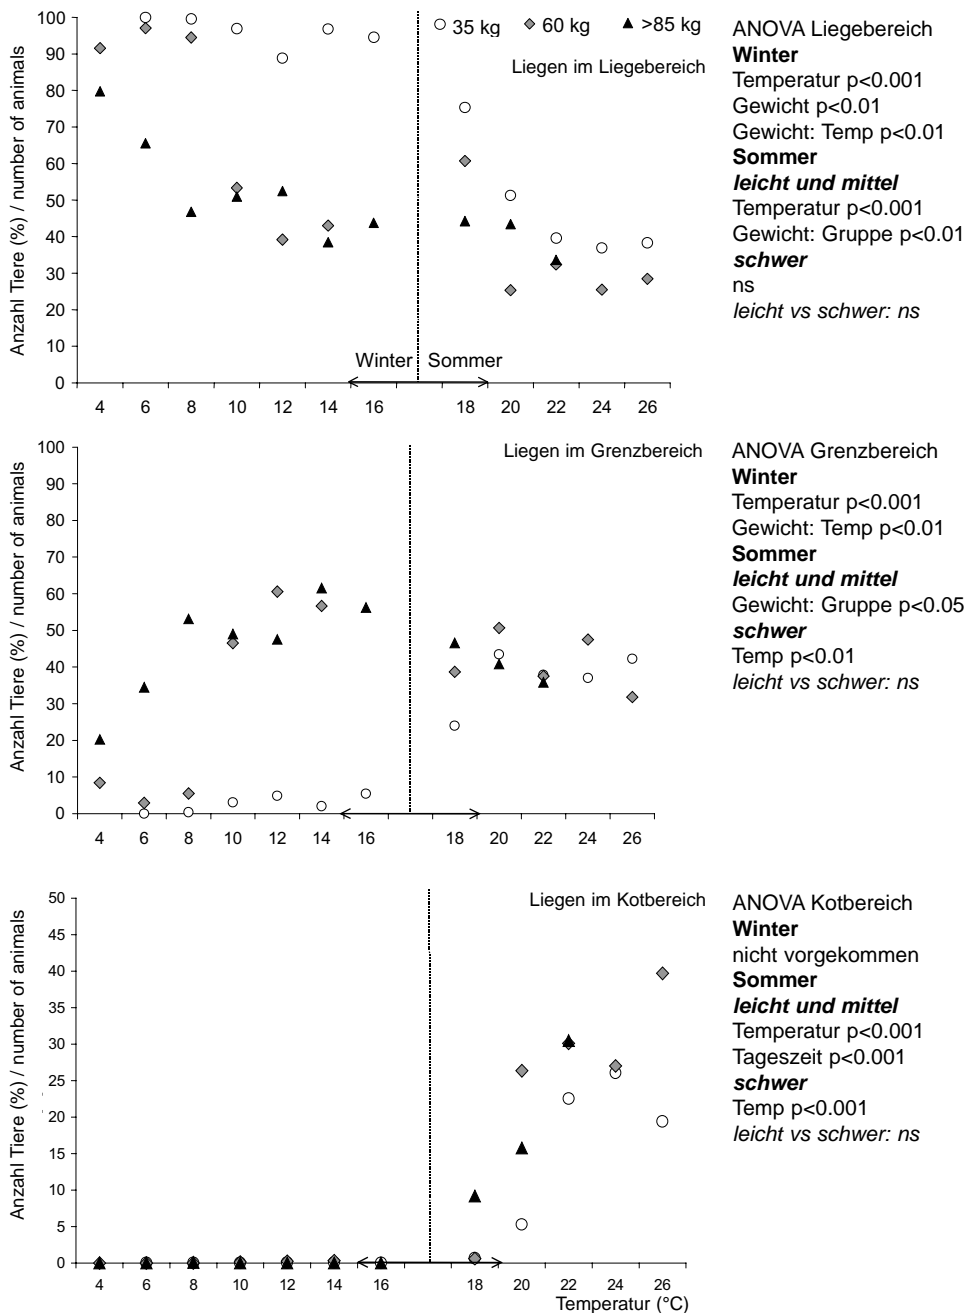 35 kg 60 kg >85 kg
Liegen im Liegebereich
Anzahl Tiere (%) / number of animals
100
90
80
70
60
50
40
30
20
10
0
Winter Sommer
4 6 8 10 12 14 16 18 20 22 24 26
ANOVA Liegebereich
Winter
Temperatur p<0.001
Gewicht p<0.01
Gewicht: Temp p<0.01
Sommer
leicht und mittel
Temperatur p<0.001
Gewicht: Gruppe p<0.01
schwer
ns
leicht vs schwer: ns
Liegen im Grenzbereich
Anzahl Tiere (%) / number of animals
100
90
80
70
60
50
40
30
20
10
0
4 6 8 10 12 14 16 18 20 22 24 26
ANOVA Grenzbereich
Winter
Temperatur p<0.001
Gewicht: Temp p<0.01
Sommer
leicht und mittel
Gewicht: Gruppe p<0.05
schwer
Temp p<0.01
leicht vs schwer: ns
Liegen im Kotbereich
Anzahl Tiere (%) / number of animals
50
45
40
35
30
25
20
15
10
5
0
4 6 8 10 12 14 16 18 20 22 24 26
Temperatur (°C)
ANOVA Kotbereich
Winter
nicht vorgekommen
Sommer
leicht und mittel
Temperatur p<0.001
Tageszeit p<0.001
schwer
Temp p<0.001
leicht vs schwer: ns